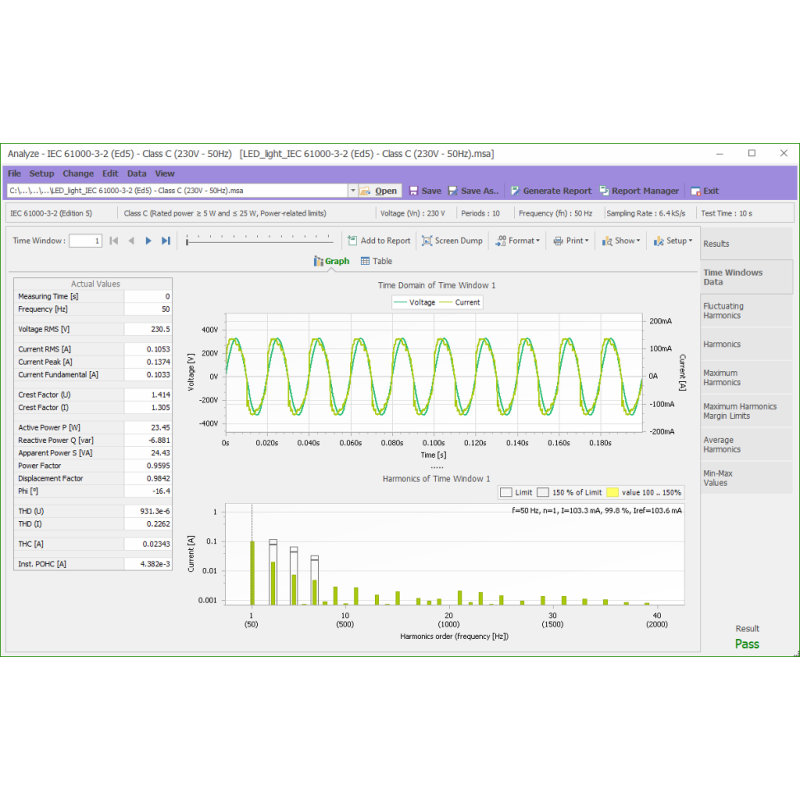 Analyze - IEC 61000-3-2 (Ed5) - Class C (230V - 50Hz) [LED_light_IEC 61000-3-2 (Ed5) - Class C (230V - 50Hz).msa]
File Setup Change Edit Data View
C:\...\...\...\LED_light_IEC 61000-3-2 (Ed5) - Class C (230V - 50Hz).msa Open Save Save As.. Generate Report Report Manager Exit
IEC 61000-3-2 (Edition 5) Class C (Rated power ≥ 5 W and ≤ 25 W, Power-related limits) Voltage (Vn) : 230 V Periods : 10 Frequency (fn) : 50 Hz Sampling Rate : 6.4 kS/s Test Time : 10 s
Time Window : 1 Add to Report Screen Dump Format Print Show Setup
Graph Table
Actual Values
Measuring Time [s] 0
Frequency [Hz] 50
Voltage RMS [V] 230.5
Current RMS [A] 0.1053
Current Peak [A] 0.1374
Current Fundamental [A] 0.1033
Crest Factor (U) 1.414
Crest Factor (I) 1.305
Active Power P [W] 23.45
Reactive Power Q [var] -6.881
Apparent Power S [VA] 24.43
Power Factor 0.9595
Displacement Factor 0.9842
Phi [°] -16.4
THD (U) 931.3e-6
THD (I) 0.2262
THC [A] 0.02343
Inst. POHC [A] 4.382e-3
Time Domain of Time Window 1
Voltage Current
400V
200V
0V
-200V
-400V
Voltage [V]
200mA
100mA
0A
-100mA
-200mA
Current [A]
0s 0.020s 0.040s 0.060s 0.080s 0.100s 0.120s 0.140s 0.160s 0.180s
Time [s]
Harmonics of Time Window 1
Limit 150 % of Limit value 100 .. 150%
f=50 Hz, n=1, I=103.3 mA, 99.8 %, Iref=103.6 mA
1
0.1
0.01
0.001
Current [A]
1 10 20 30 40
(50) (500) (1000) (1500) (2000)
Harmonics order (frequency [Hz])
Results
Time Windows
Data
Fluctuating
Harmonics
Harmonics
Maximum
Harmonics
Maximum Harmonics
Margin Limits
Average
Harmonics
Min-Max
Values
Result
Pass